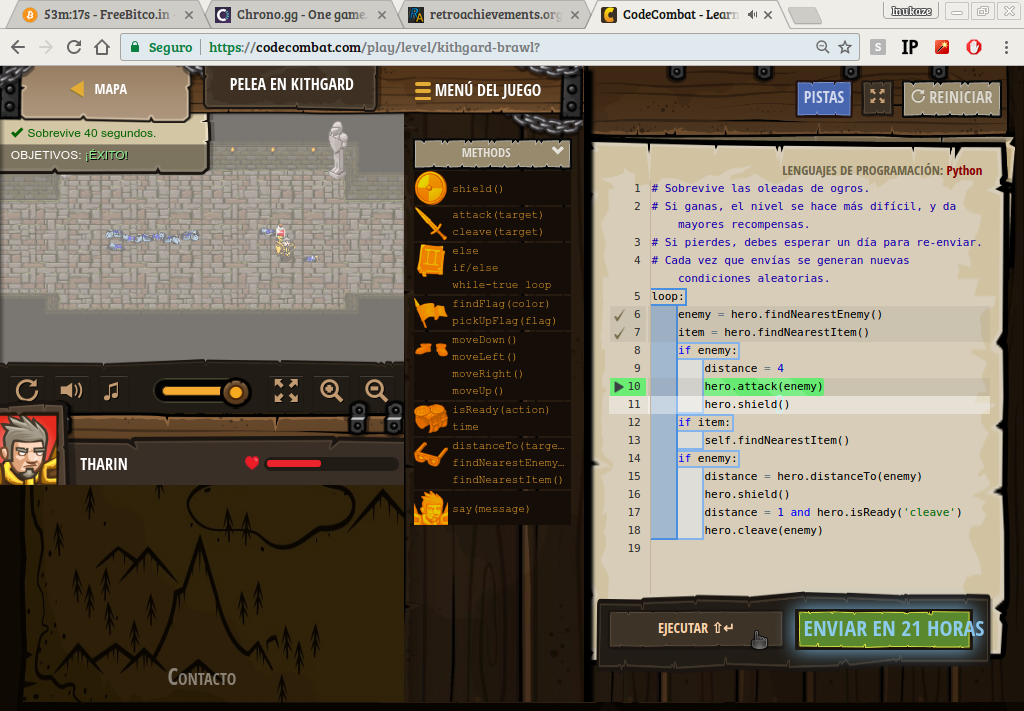 53m:17s - FreeBitco.in -
Chrono.gg - One game.
retroachievements.org
CodeCombat - Learn
Inukaze
Seguro
https://codecombat.com/play/level/kithgard-brawl?
S
IP
MAPA
PELEA EN KITHGARD
MENÚ DEL JUEGO
PISTAS
REINICIAR
Sobrevive 40 segundos.
OBJETIVOS: ¡ÉXITO!
METHODS
shield()
attack(target)
cleave(target)
else
if/else
while-true loop
findFlag(color)
pickUpFlag(flag)
moveDown()
moveLeft()
moveRight()
moveUp()
isReady(action)
time
distanceTo(targe…
findNearestEnemy…
findNearestItem()
say(message)
THARIN
CONTACTO
LENGUAJES DE PROGRAMACIÓN: Python
1 # Sobrevive las oleadas de ogros.
2 # Si ganas, el nivel se hace más difícil, y da
mayores recompensas.
3 # Si pierdes, debes esperar un día para re-enviar.
4 # Cada vez que envías se generan nuevas
condiciones aleatorias.
5 loop:
6 enemy = hero.findNearestEnemy()
7 item = hero.findNearestItem()
8 if enemy:
9 distance = 4
10 hero.attack(enemy)
11 hero.shield()
12 if item:
13 self.findNearestItem()
14 if enemy:
15 distance = hero.distanceTo(enemy)
16 hero.shield()
17 distance = 1 and hero.isReady('cleave')
18 hero.cleave(enemy)
19
EJECUTAR ⇧↵
ENVIAR EN 21 HORAS